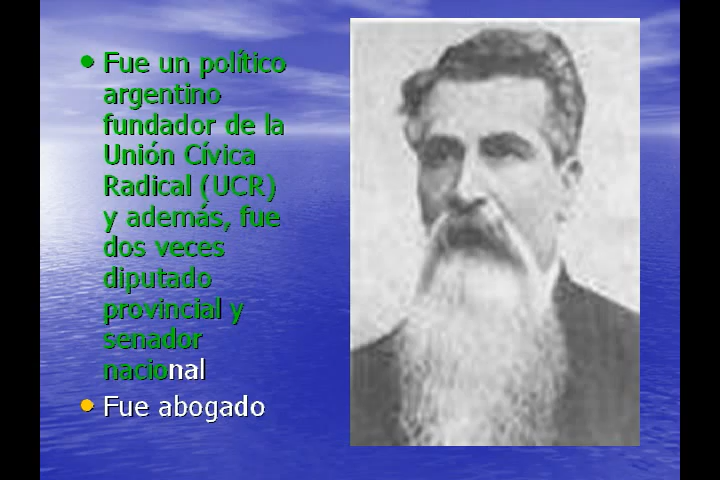 Fue un político
argentino
fundador de la
Unión Cívica
Radical (UCR)
y además, fue
dos veces
diputado
provincial y
senador
nacional
Fue abogado